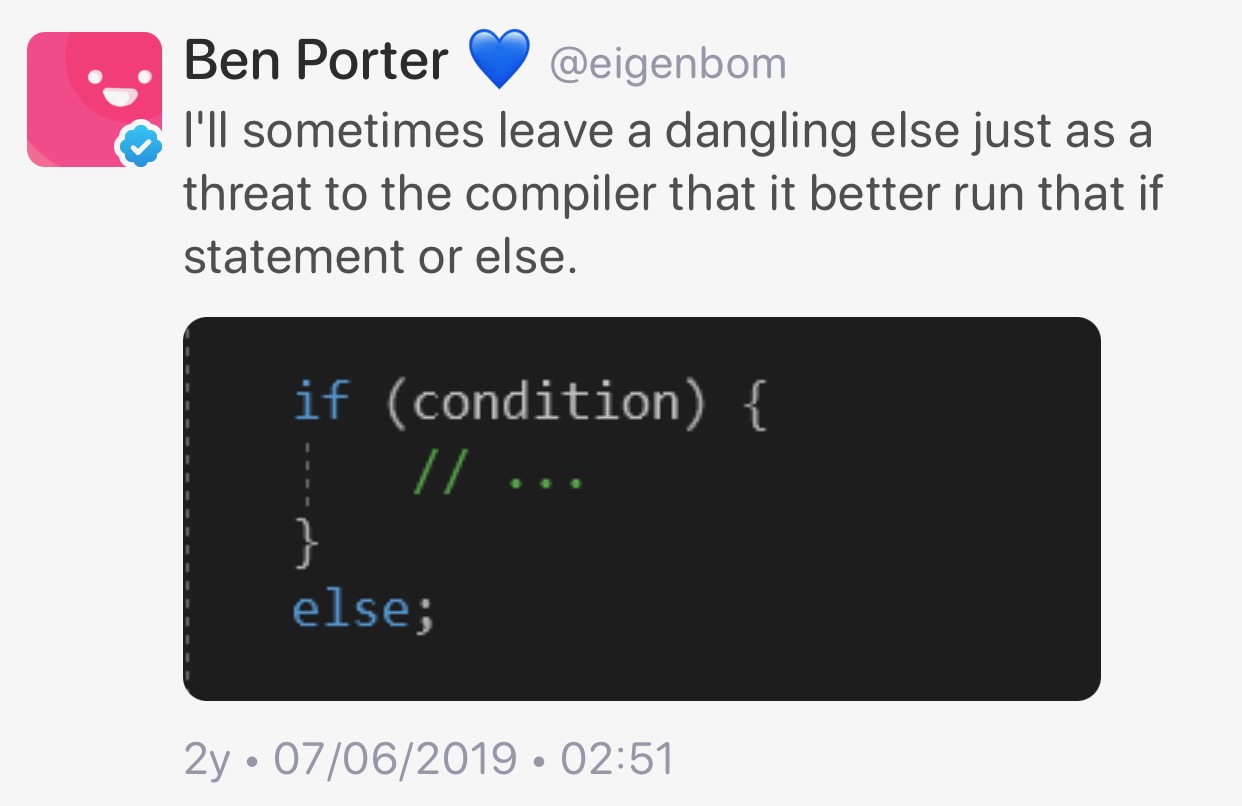 Ben Porter 💙 @eigenbom
I'll sometimes leave a dangling else just as a
threat to the compiler that it better run that if
statement or else.
if (condition) {
// ...
}
else;
2y • 07/06/2019 • 02:51